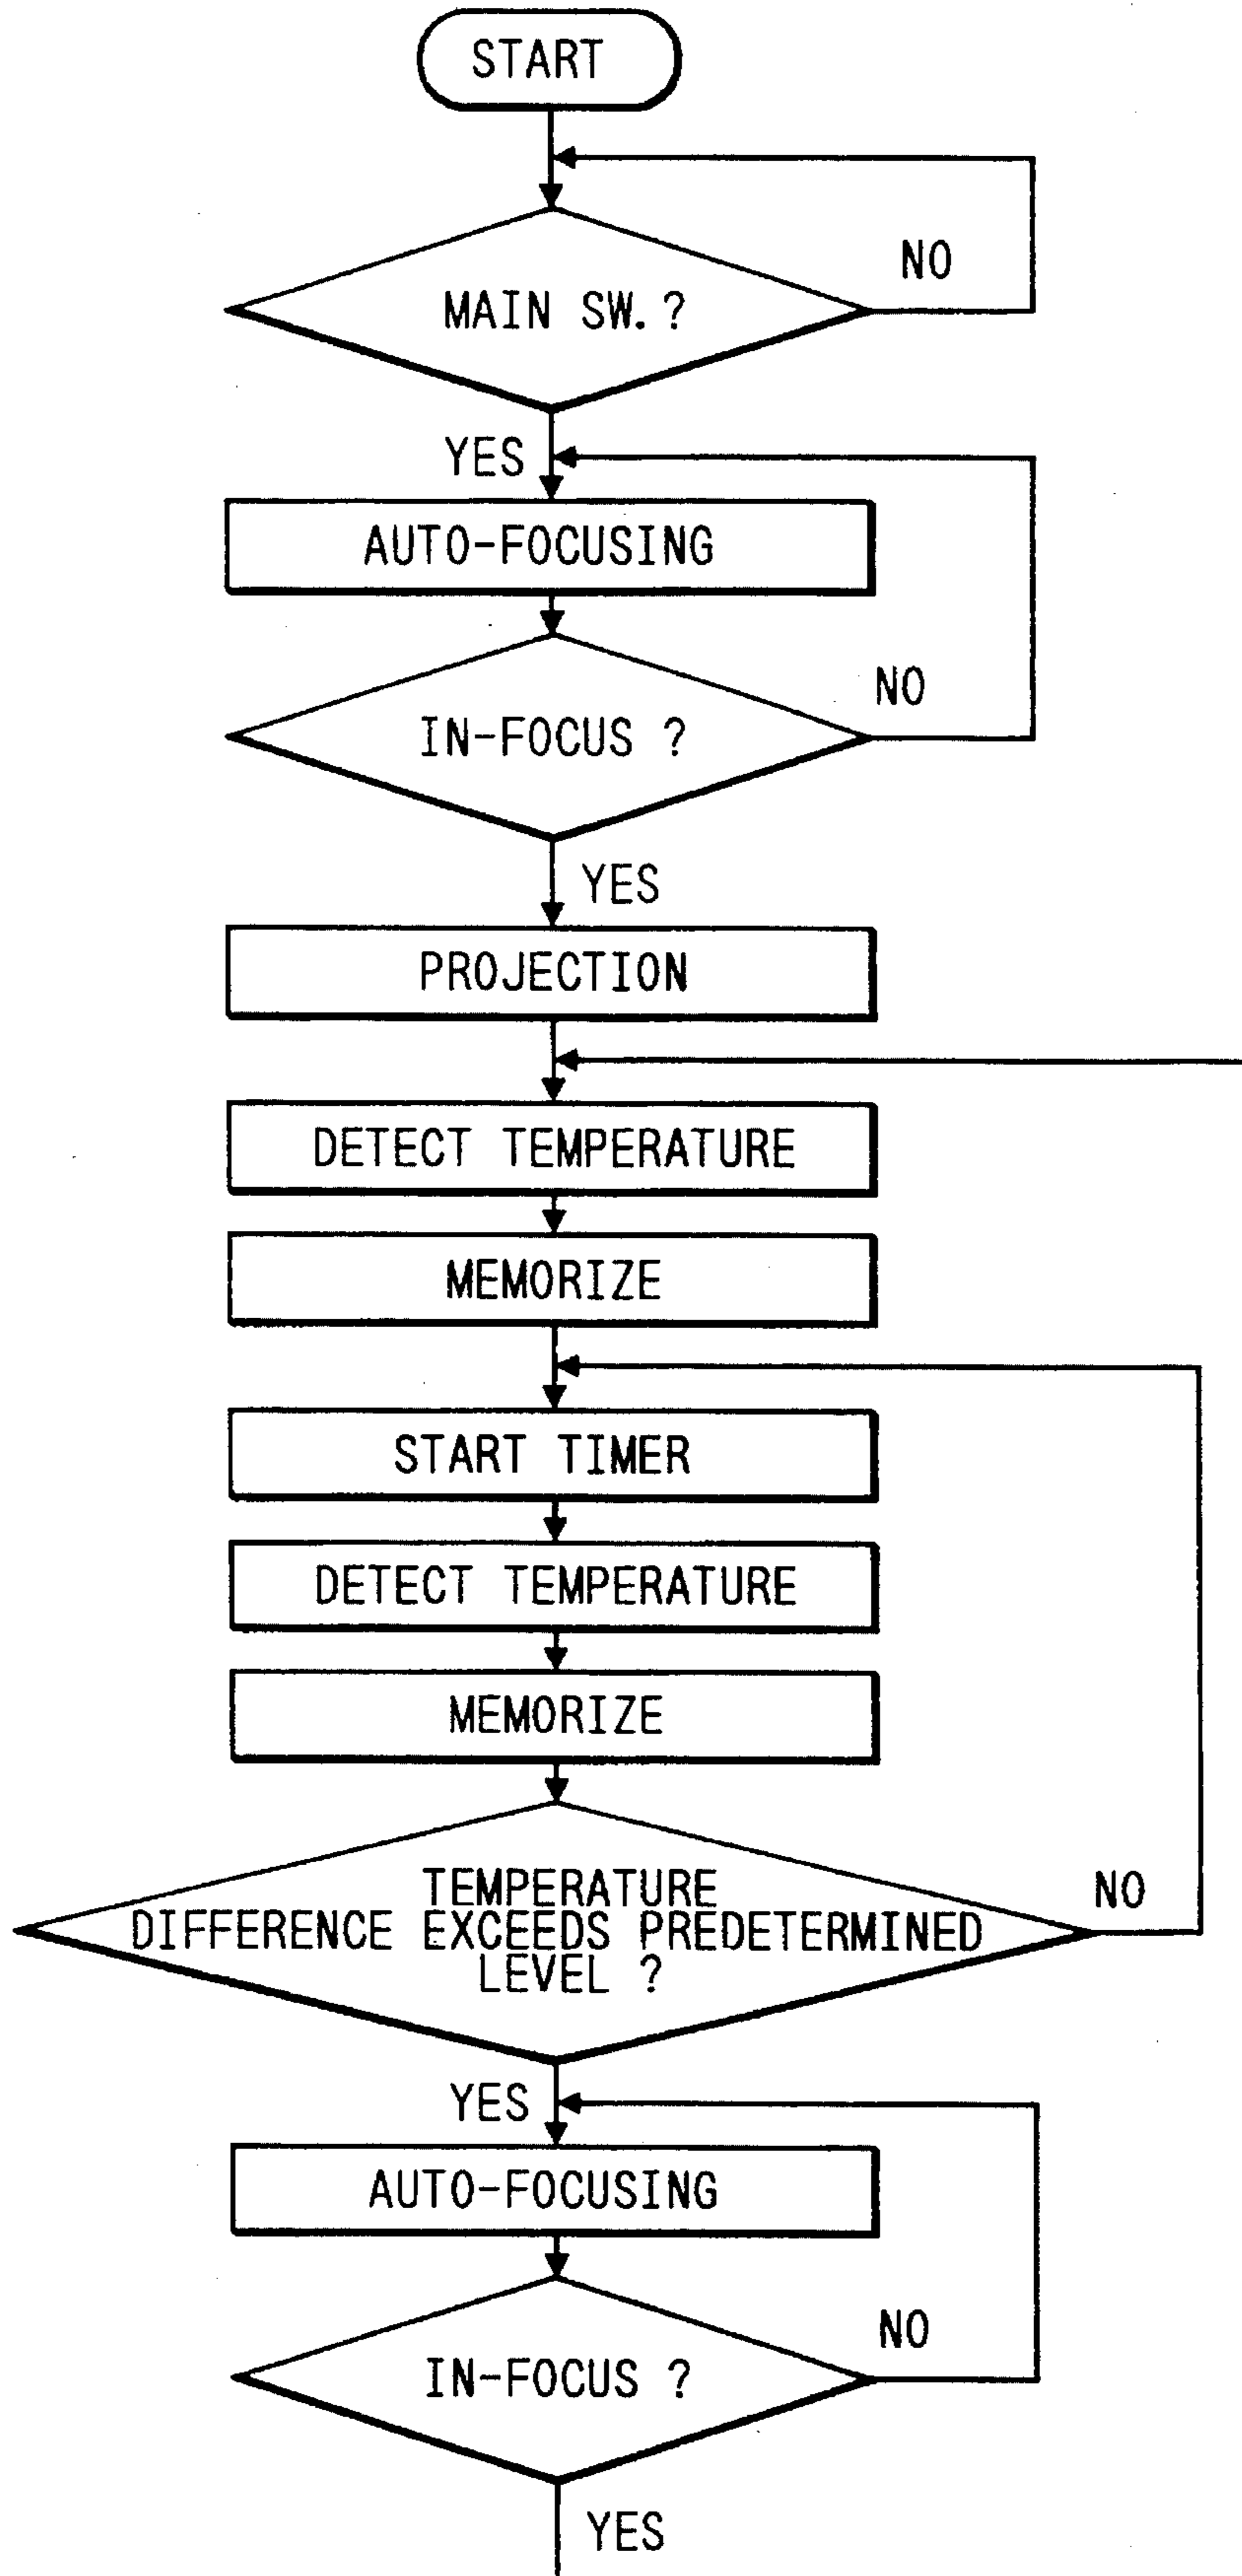 START
NO
MAIN SW. ?
YES
AUTO-FOCUSING
NO
IN-FOCUS ?
YES
PROJECTION
DETECT TEMPERATURE
MEMORIZE
START TIMER
DETECT TEMPERATURE
MEMORIZE
TEMPERATURE
NO
DIFFERENCE EXCEEDS PREDETERMINED
LEVEL ?
YES
AUTO-FOCUSING
NO
IN-FOCUS ?
YES